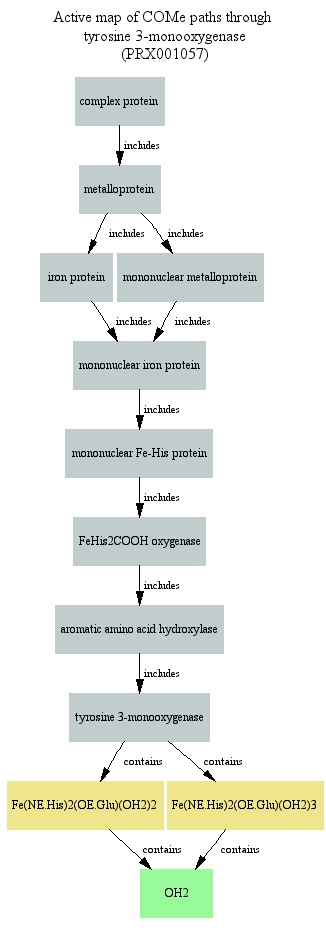 Active map of COMe paths through
tyrosine 3-monooxygenase
(PRX001057)
complex protein
includes
metalloprotein
includes includes
iron protein mononuclear metalloprotein
includes includes
mononuclear iron protein
includes
mononuclear Fe-His protein
includes
FeHis2COOH oxygenase
includes
aromatic amino acid hydroxylase
includes
tyrosine 3-monooxygenase
contains contains
Fe(NE.His)2(OE.Glu)(OH2)2 Fe(NE.His)2(OE.Glu)(OH2)3
contains contains
OH2